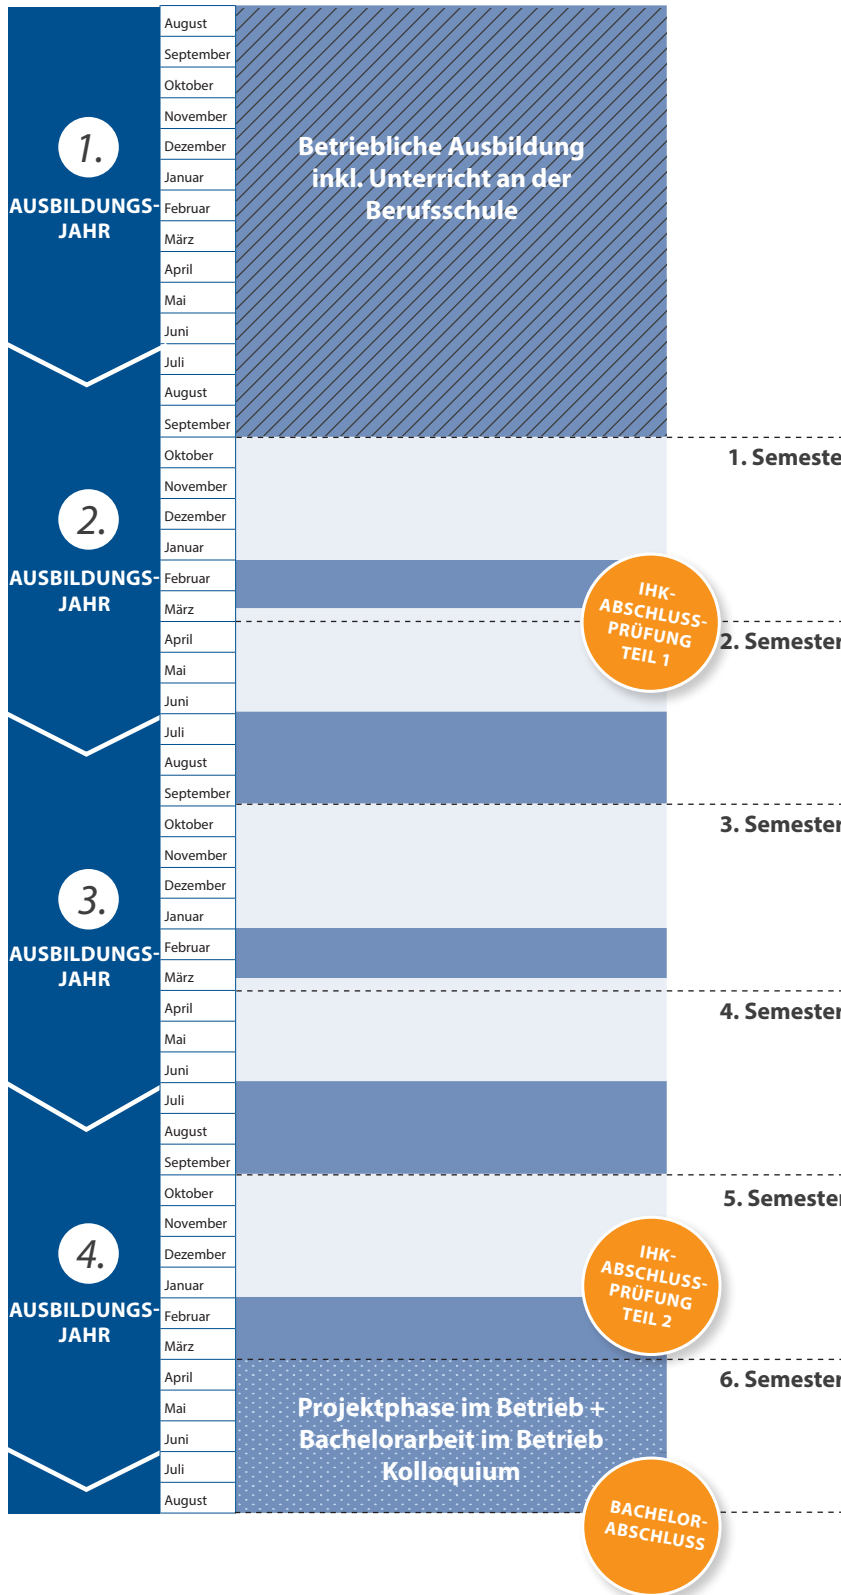 1.
AUSBILDUNGS-
JAHR
August
September
Oktober
November
Dezember
Januar
Februar
März
April
Mai
Juni
Juli
Betriebliche Ausbildung
inkl. Unterricht an der
Berufsschule
2.
AUSBILDUNGS-
JAHR
August
September
Oktober
November
Dezember
Januar
Februar
März
April
Mai
Juni
Juli
1. Semeste
IHK-
ABSCHLUSS-
PRÜFUNG
TEIL 1
2. Semester
3.
AUSBILDUNGS-
JAHR
August
September
Oktober
November
Dezember
Januar
Februar
März
April
Mai
Juni
Juli
3. Semester
4. Semester
4.
AUSBILDUNGS-
JAHR
August
September
Oktober
November
Dezember
Januar
Februar
März
April
Mai
Juni
Juli
August
5. Semester
IHK-
ABSCHLUSS-
PRÜFUNG
TEIL 2
6. Semester
Projektphase im Betrieb +
Bachelorarbeit im Betrieb
Kolloquium
BACHELOR-
ABSCHLUSS